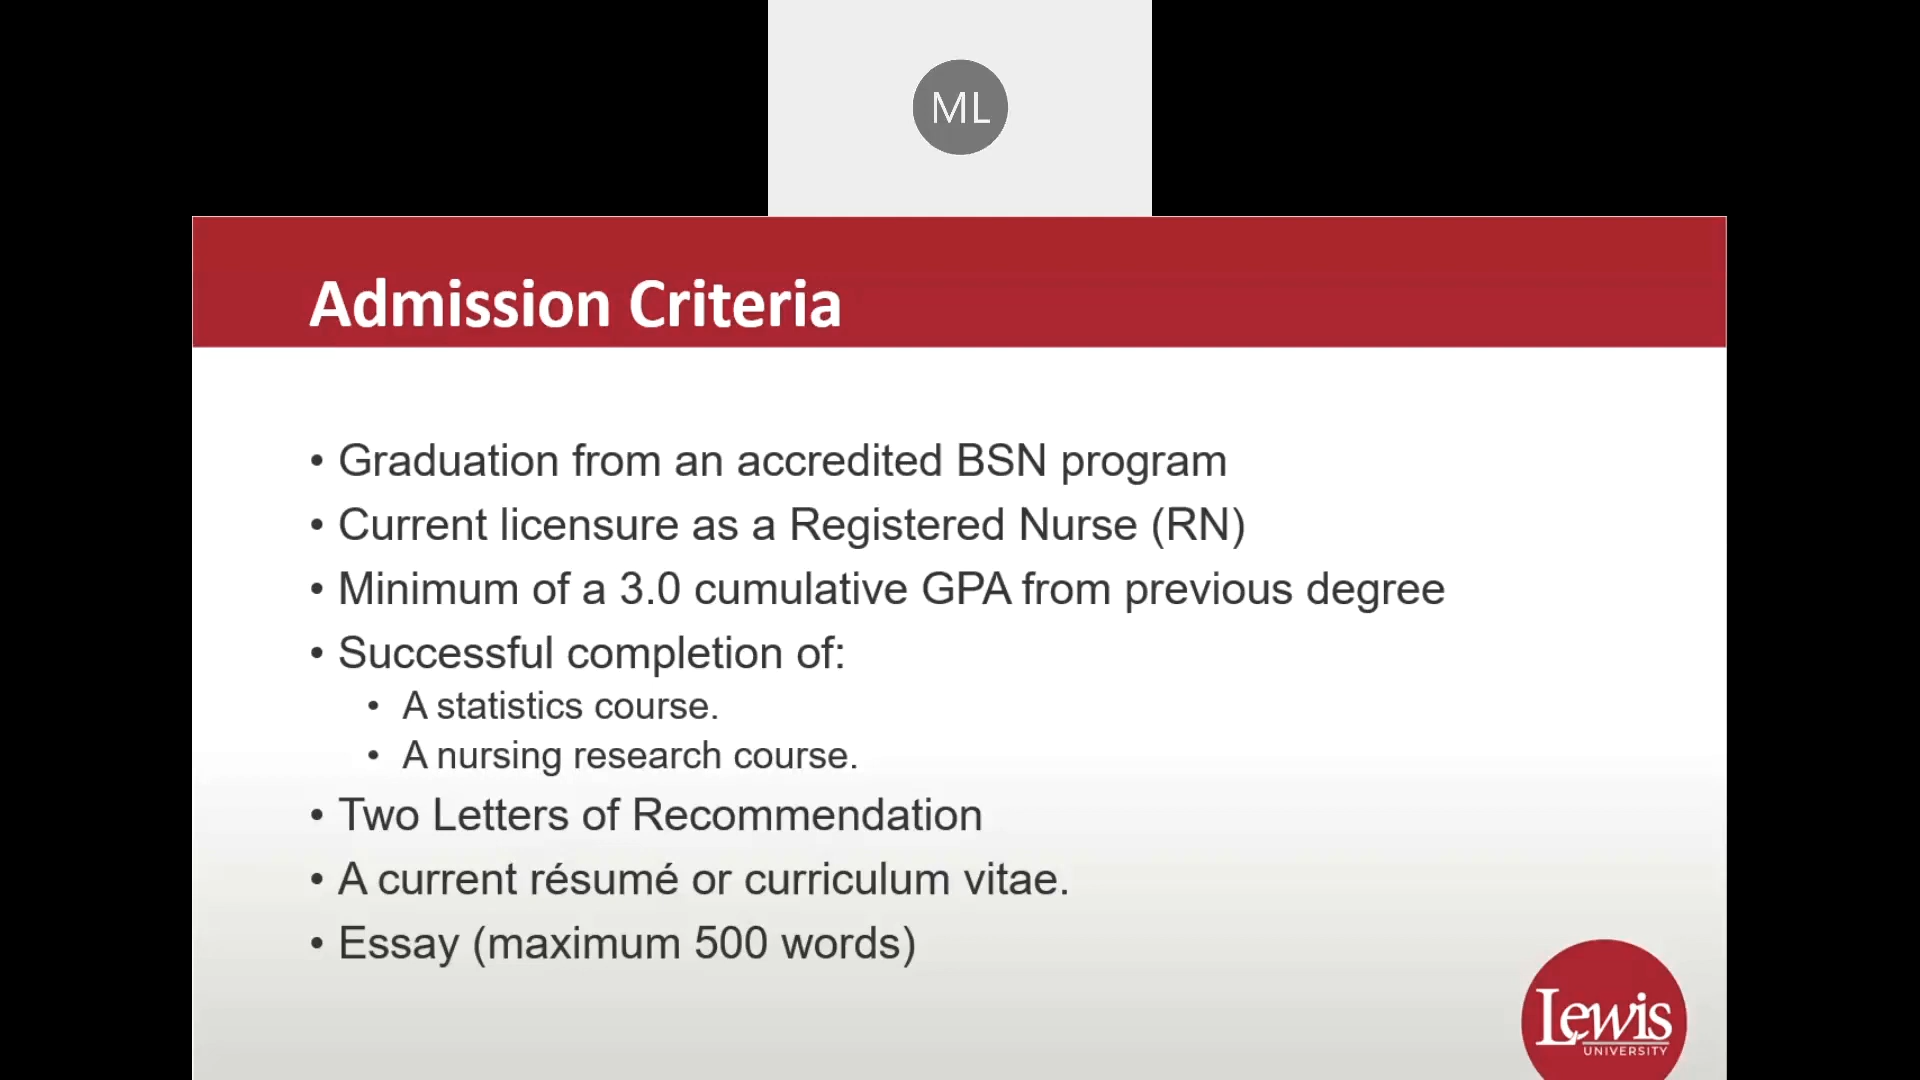 ML
Admission Criteria
• Graduation from an accredited BSN program
• Current licensure as a Registered Nurse (RN)
• Minimum of a 3.0 cumulative GPA from previous degree
• Successful completion of:
• A statistics course.
• A nursing research course.
• Two Letters of Recommendation
• A current résumé or curriculum vitae.
• Essay (maximum 500 words)
Lewis
UNIVERSITY